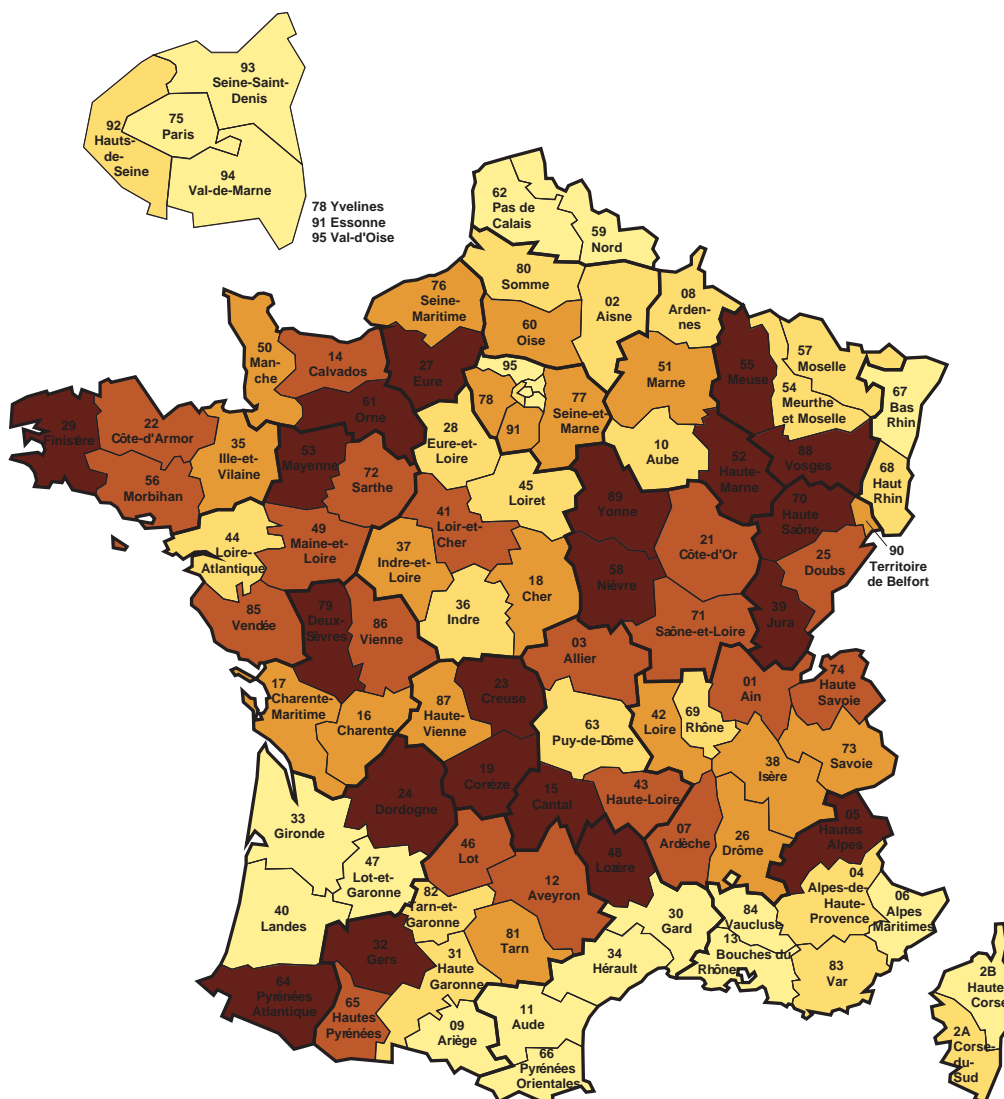 93
Seine-Saint-
Denis
75
Paris
92
Hauts-
de-
Seine
94
Val-de-Marne
78 Yvelines
91 Essonne
95 Val-d'Oise
62
Pas de
Calais
59
Nord
80
Somme
02
Aisne
08
Arden-
nes
76
Seine-
Maritime
60
Oise
50
Man-
che
14
Calvados
27
Eure
95
51
Marne
55
Meuse
57
Moselle
54
Meurthe
et Moselle
67
Bas
Rhin
61
Orne
78
91
77
Seine-et-
Marne
29
Finistère
22
Côte-d'Armor
35
Ille-et-
Vilaine
53
Mayenne
28
Eure-et-
Loire
10
Aube
52
Haute-
Marne
88
Vosges
68
Haut
Rhin
56
Morbihan
72
Sarthe
45
Loiret
89
Yonne
70
Haute
Saône
90
Territoire
de Belfort
44
Loire-
Atlantique
49
Maine-et-
Loire
41
Loir-et-
Cher
37
Indre-et-
Loire
18
Cher
58
Nièvre
21
Côte-d'Or
25
Doubs
85
Vendée
79
Deux-
Sèvres
86
Vienne
36
Indre
71
Saône-et-Loire
39
Jura
03
Allier
17
Charente-
Maritime
16
Charente
87
Haute-
Vienne
23
Creuse
63
Puy-de-Dôme
42
Loire
69
Rhône
01
Ain
74
Haute
Savoie
73
Savoie
38
Isère
24
Dordogne
19
Corrèze
15
Cantal
43
Haute-Loire
07
Ardèche
26
Drôme
05
Hautes
Alpes
33
Gironde
47
Lot-et-
Garonne
46
Lot
12
Aveyron
48
Lozére
04
Alpes-de-
Haute-
Provence
06
Alpes
Maritimes
40
Landes
82
Tarn-et-
Garonne
81
Tarn
30
Gard
84
Vaucluse
13
Bouches du
Rhône
83
Var
32
Gers
31
Haute
Garonne
34
Hérault
64
Pyrénées
Atlantique
65
Hautes
Pyrénées
09
Ariège
11
Aude
66
Pyrénées
Orientales
2B
Haute
Corse
2A
Corse-
du-
Sud